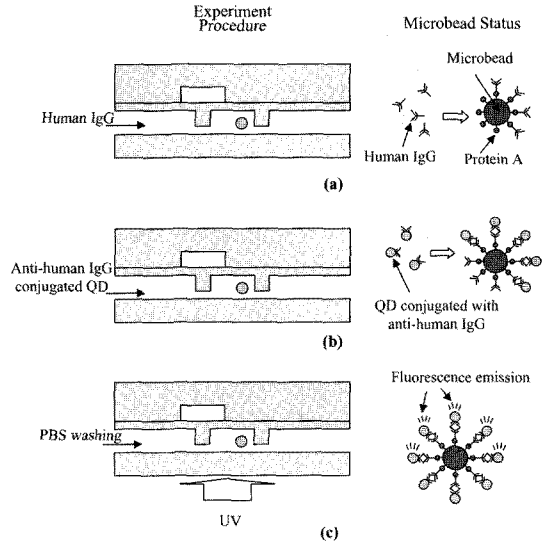 Experiment
Procedure
Microbead Status
Microbead
Human IgG
Human IgG
Protein A
(a)
Anti-human IgG
conjugated QD
QD conjugated with
anti-human IgG
(b)
Fluorescence emission
PBS washing
UV
(c)